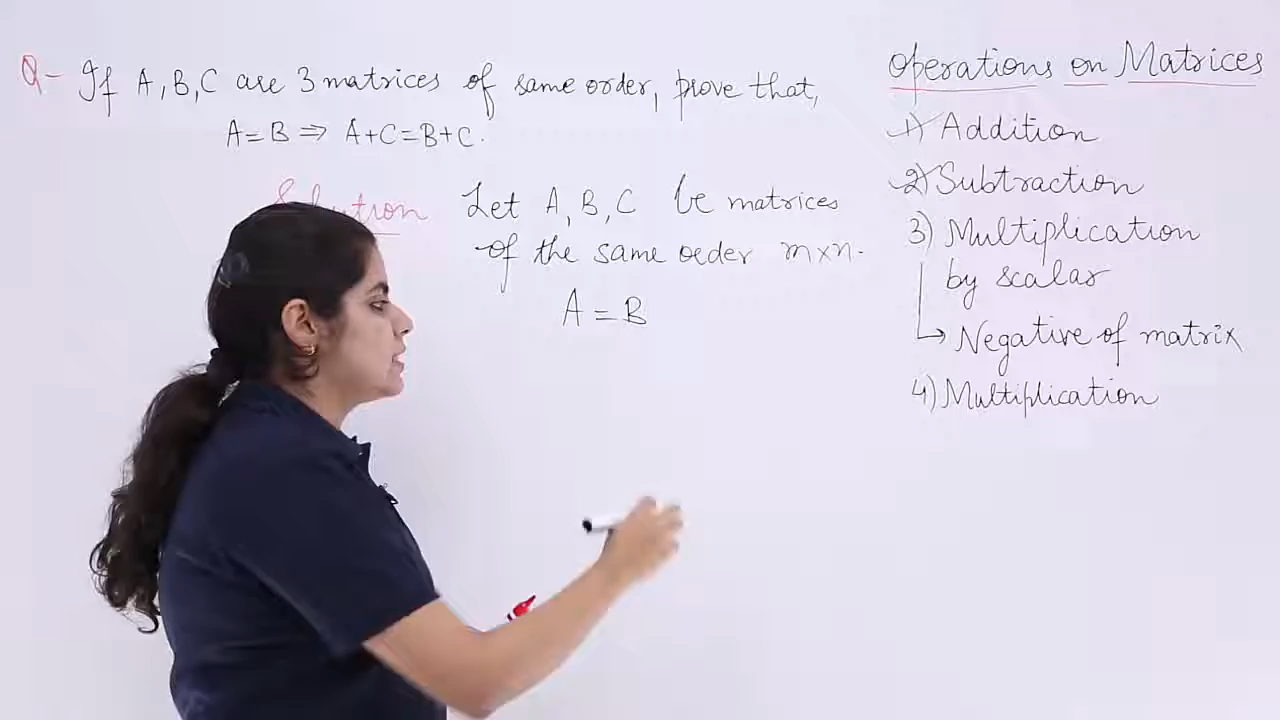 Q- If A, B, C are 3 matrices of same order, prove that,
A=B ⇒ A+C=B+C.
Solution Let A, B, C be matrices
of the same order m×n.
A = B
Operations on Matrices
1) Addition
2) Subtraction
3) Multiplication
by scalar
↳ Negative of matrix
4) Multiplication